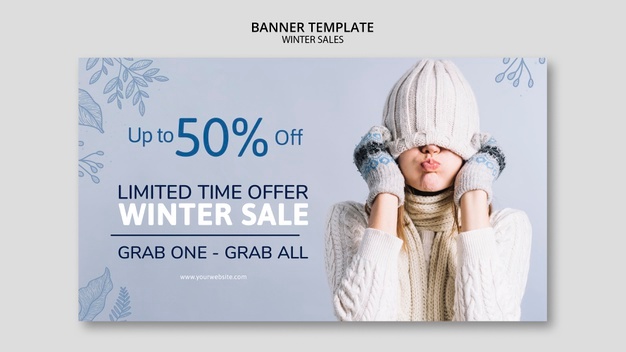 BANNER TEMPLATE
WINTER SALES
Up to 50% Off
LIMITED TIME OFFER
WINTER SALE
GRAB ONE - GRAB ALL
www.yourwebsite.com